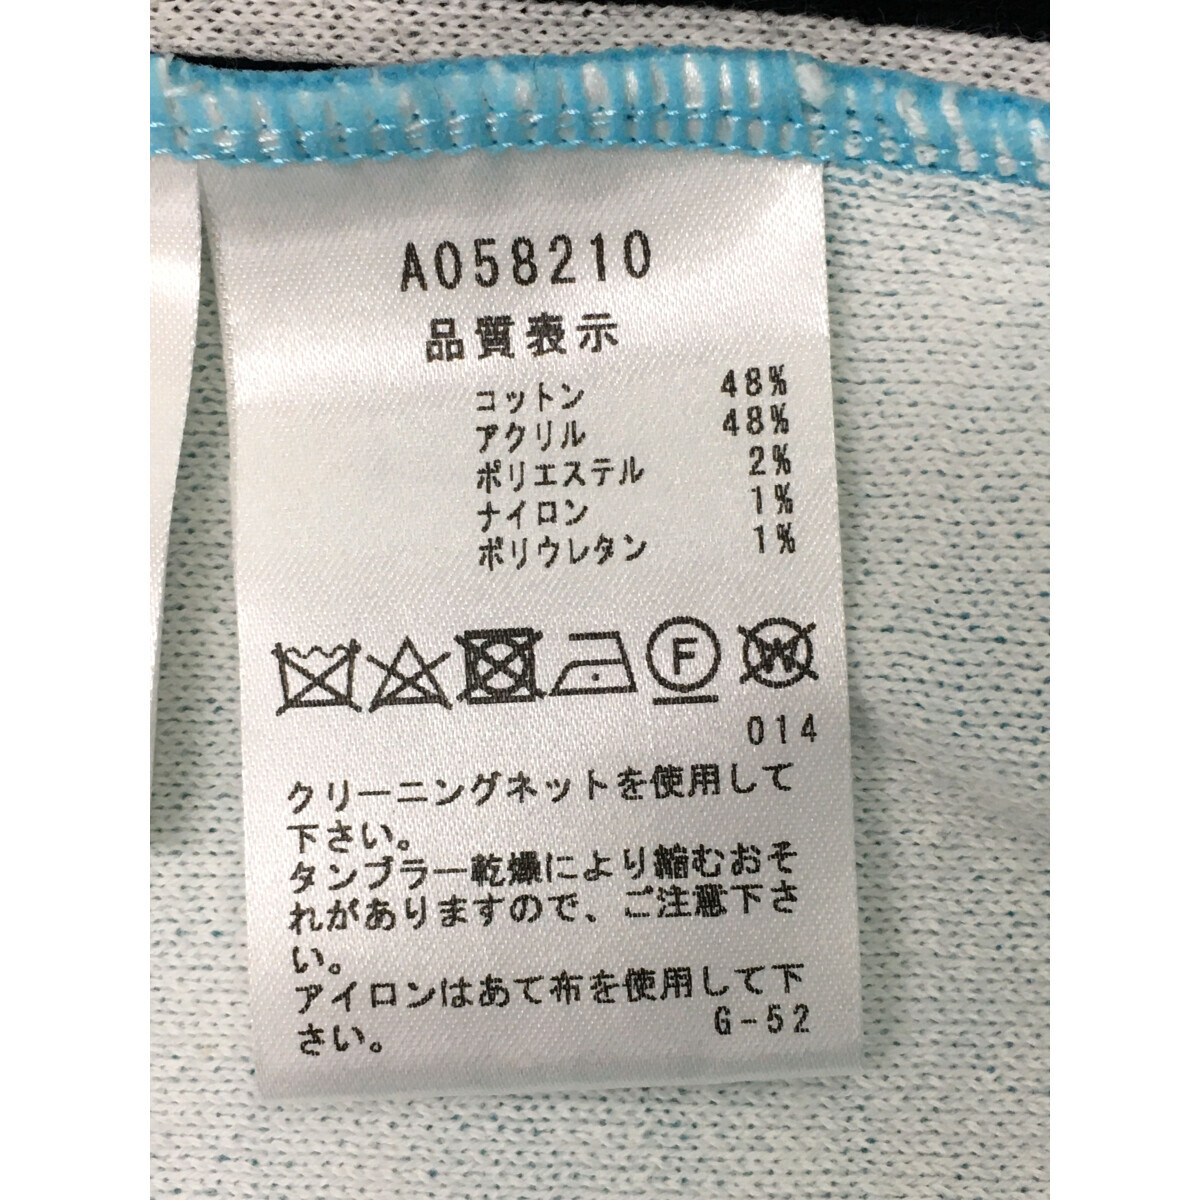 A058210
品質表示
コットン 48%
アクリル 48%
ポリエステル 2%
ナイロン 1%
ポリウレタン 1%
F W
014
クリーニングネットを使用して
下さい。
タンブラー乾燥により縮むおそ
れがありますので、ご注意下さ
い。
アイロンはあて布を使用して下
さい。 G-52